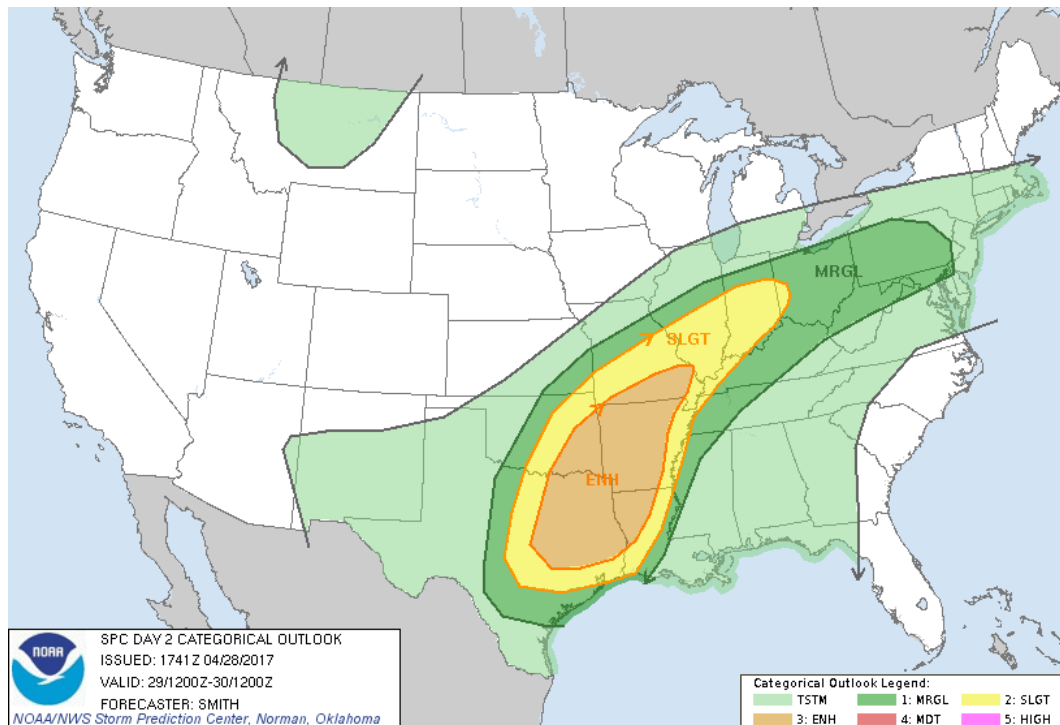 MRGL
SLGT
ENH
NOAA
SPC DAY 2 CATEGORICAL OUTLOOK
ISSUED: 1741Z 04/28/2017
VALID: 29/1200Z-30/1200Z
FORECASTER: SMITH
NOAA/NWS Storm Prediction Center, Norman, Oklahoma
Categorical Outlook Legend:
TSTM 1: MRGL 2: SLGT
3: ENH 4: MDT 5: HIGH